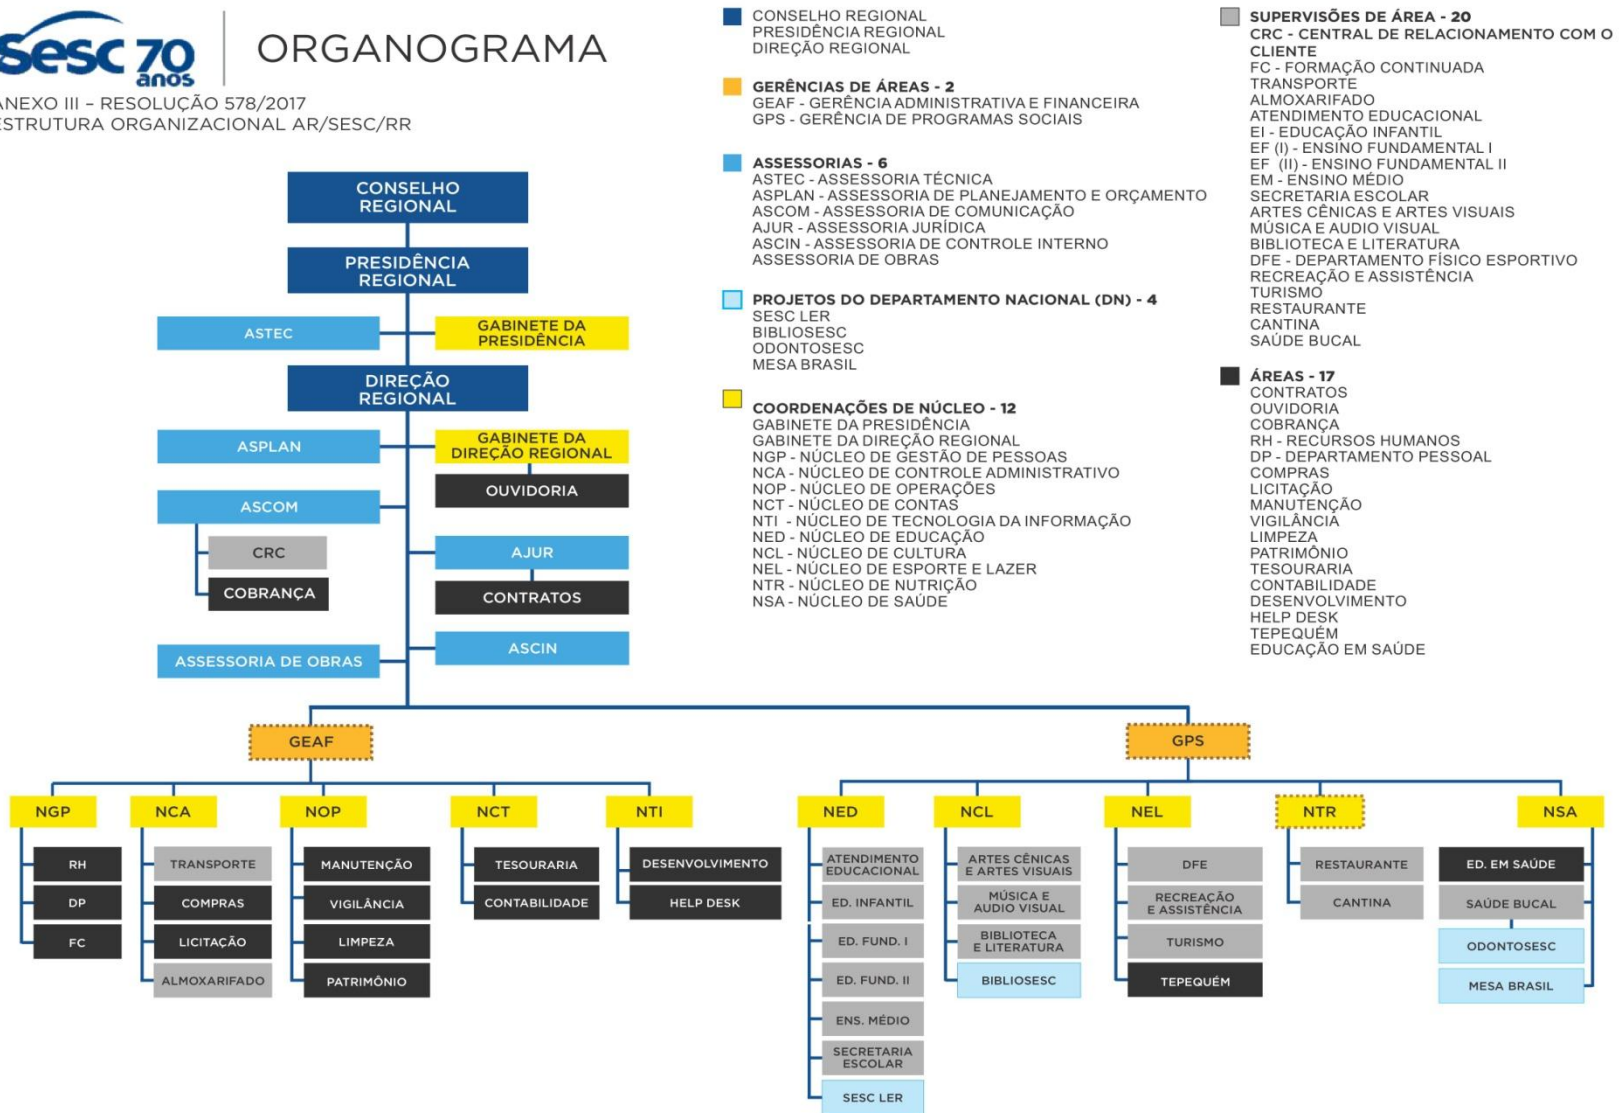 Sesc 70
anos
ORGANOGRAMA
ANEXO III – RESOLUÇÃO 578/2017
ESTRUTURA ORGANIZACIONAL AR/SESC/RR
CONSELHO REGIONAL
PRESIDÊNCIA REGIONAL
DIREÇÃO REGIONAL
GERÊNCIAS DE ÁREAS - 2
GEAF - GERÊNCIA ADMINISTRATIVA E FINANCEIRA
GPS - GERÊNCIA DE PROGRAMAS SOCIAIS
ASSESSORIAS - 6
ASTEC - ASSESSORIA TÉCNICA
ASPLAN - ASSESSORIA DE PLANEJAMENTO E ORÇAMENTO
ASCOM - ASSESSORIA DE COMUNICAÇÃO
AJUR - ASSESSORIA JURÍDICA
ASCIN - ASSESSORIA DE CONTROLE INTERNO
ASSESSORIA DE OBRAS
PROJETOS DO DEPARTAMENTO NACIONAL (DN) - 4
SESC LER
BIBLIOSESC
ODONTOSESC
MESA BRASIL
COORDENAÇÕES DE NÚCLEO - 12
GABINETE DA PRESIDÊNCIA
GABINETE DA DIREÇÃO REGIONAL
NGP - NÚCLEO DE GESTÃO DE PESSOAS
NCA - NÚCLEO DE CONTROLE ADMINISTRATIVO
NOP - NÚCLEO DE OPERAÇÕES
NCT - NÚCLEO DE CONTAS
NTI - NÚCLEO DE TECNOLOGIA DA INFORMAÇÃO
NED - NÚCLEO DE EDUCAÇÃO
NCL - NÚCLEO DE CULTURA
NEL - NÚCLEO DE ESPORTE E LAZER
NTR - NÚCLEO DE NUTRIÇÃO
NSA - NÚCLEO DE SAÚDE
SUPERVISÕES DE ÁREA - 20
CRC - CENTRAL DE RELACIONAMENTO COM O
CLIENTE
FC - FORMAÇÃO CONTINUADA
TRANSPORTE
ALMOXARIFADO
ATENDIMENTO EDUCACIONAL
EI - EDUCAÇÃO INFANTIL
EF (I) - ENSINO FUNDAMENTAL I
EF (II) - ENSINO FUNDAMENTAL II
EM - ENSINO MÉDIO
SECRETARIA ESCOLAR
ARTES CÊNICAS E ARTES VISUAIS
MÚSICA E AUDIO VISUAL
BIBLIOTECA E LITERATURA
DFE - DEPARTAMENTO FÍSICO ESPORTIVO
RECREAÇÃO E ASSISTÊNCIA
TURISMO
RESTAURANTE
CANTINA
SAÚDE BUCAL
ÁREAS - 17
CONTRATOS
OUVIDORIA
COBRANÇA
RH - RECURSOS HUMANOS
DP - DEPARTAMENTO PESSOAL
COMPRAS
LICITAÇÃO
MANUTENÇÃO
VIGILÂNCIA
LIMPEZA
PATRIMÔNIO
TESOURARIA
CONTABILIDADE
DESENVOLVIMENTO
HELP DESK
TEPEQUÉM
EDUCAÇÃO EM SAÚDE
CONSELHO
REGIONAL
PRESIDÊNCIA
REGIONAL
ASTEC
GABINETE DA
PRESIDÊNCIA
DIREÇÃO
REGIONAL
ASPLAN
GABINETE DA
DIREÇÃO REGIONAL
OUVIDORIA
ASCOM
CRC
COBRANÇA
AJUR
CONTRATOS
ASCIN
ASSESSORIA DE OBRAS
GEAF
GPS
NGP
RH
DP
FC
NCA
TRANSPORTE
COMPRAS
LICITAÇÃO
ALMOXARIFADO
NOP
MANUTENÇÃO
VIGILÂNCIA
LIMPEZA
PATRIMÔNIO
NCT
TESOURARIA
CONTABILIDADE
NTI
DESENVOLVIMENTO
HELP DESK
NED
ATENDIMENTO
EDUCACIONAL
ED. INFANTIL
ED. FUND. I
ED. FUND. II
ENS. MÉDIO
SECRETARIA
ESCOLAR
SESC LER
NCL
ARTES CÊNICAS
E ARTES VISUAIS
MÚSICA E
AUDIO VISUAL
BIBLIOTECA
E LITERATURA
BIBLIOSESC
NEL
DFE
RECREAÇÃO
E ASSISTÊNCIA
TURISMO
TEPEQUÉM
NTR
RESTAURANTE
CANTINA
NSA
ED. EM SAÚDE
SAÚDE BUCAL
ODONTOSESC
MESA BRASIL